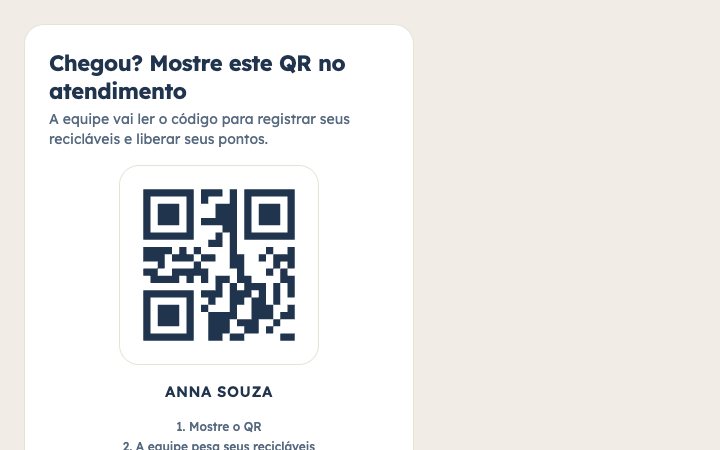 Chegou? Mostre este QR no
atendimento
A equipe vai ler o código para registrar seus
recicláveis e liberar seus pontos.
ANNA SOUZA
1. Mostre o QR
2. A equipe pesa seus recicláveis